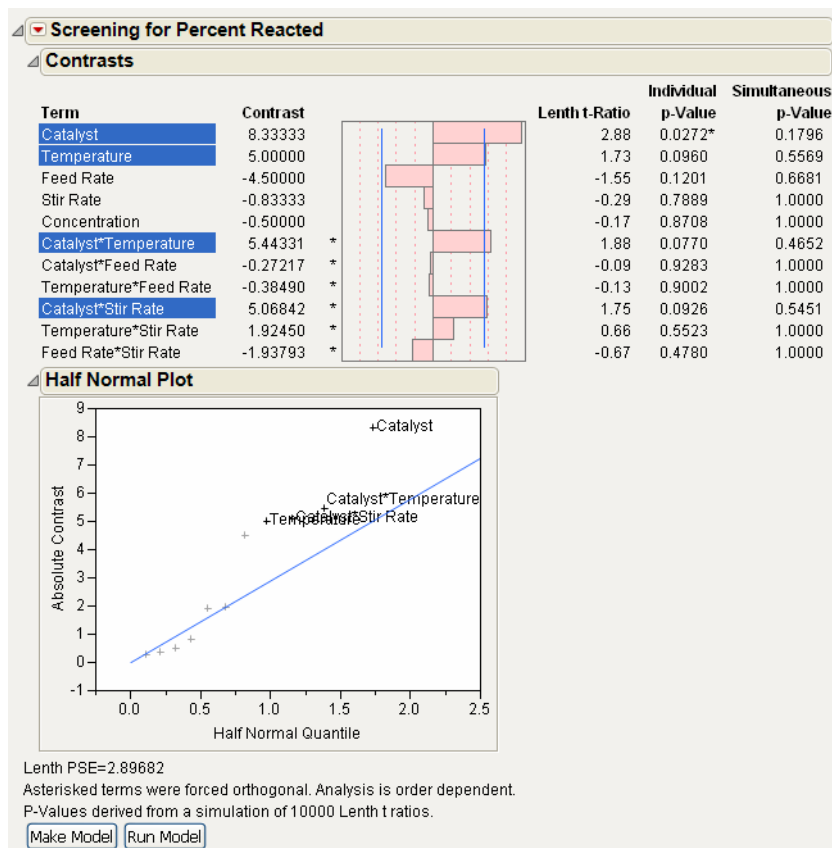 Screening for Percent Reacted
Contrasts
Individual Simultaneous
Term Contrast Lenth t-Ratio p-Value p-Value
Catalyst 8.33333 2.88 0.0272* 0.1796
Temperature 5.00000 1.73 0.0960 0.5569
Feed Rate -4.50000 -1.55 0.1201 0.6681
Stir Rate -0.83333 -0.29 0.7889 1.0000
Concentration -0.50000 -0.17 0.8708 1.0000
Catalyst*Temperature 5.44331 * 1.88 0.0770 0.4652
Catalyst*Feed Rate -0.27217 * -0.09 0.9283 1.0000
Temperature*Feed Rate -0.38490 * -0.13 0.9002 1.0000
Catalyst*Stir Rate 5.06842 * 1.75 0.0926 0.5451
Temperature*Stir Rate 1.92450 * 0.66 0.5523 1.0000
Feed Rate*Stir Rate -1.93793 * -0.67 0.4780 1.0000
Half Normal Plot
9
8
7
6
5
4
3
2
1
0
-1
Absolute Contrast
Catalyst
Catalyst*Temperature
Temperature
Catalyst*Stir Rate
0.0 0.5 1.0 1.5 2.0 2.5
Half Normal Quantile
Lenth PSE=2.89682
Asterisked terms were forced orthogonal. Analysis is order dependent.
P-Values derived from a simulation of 10000 Lenth t ratios.
Make Model Run Model